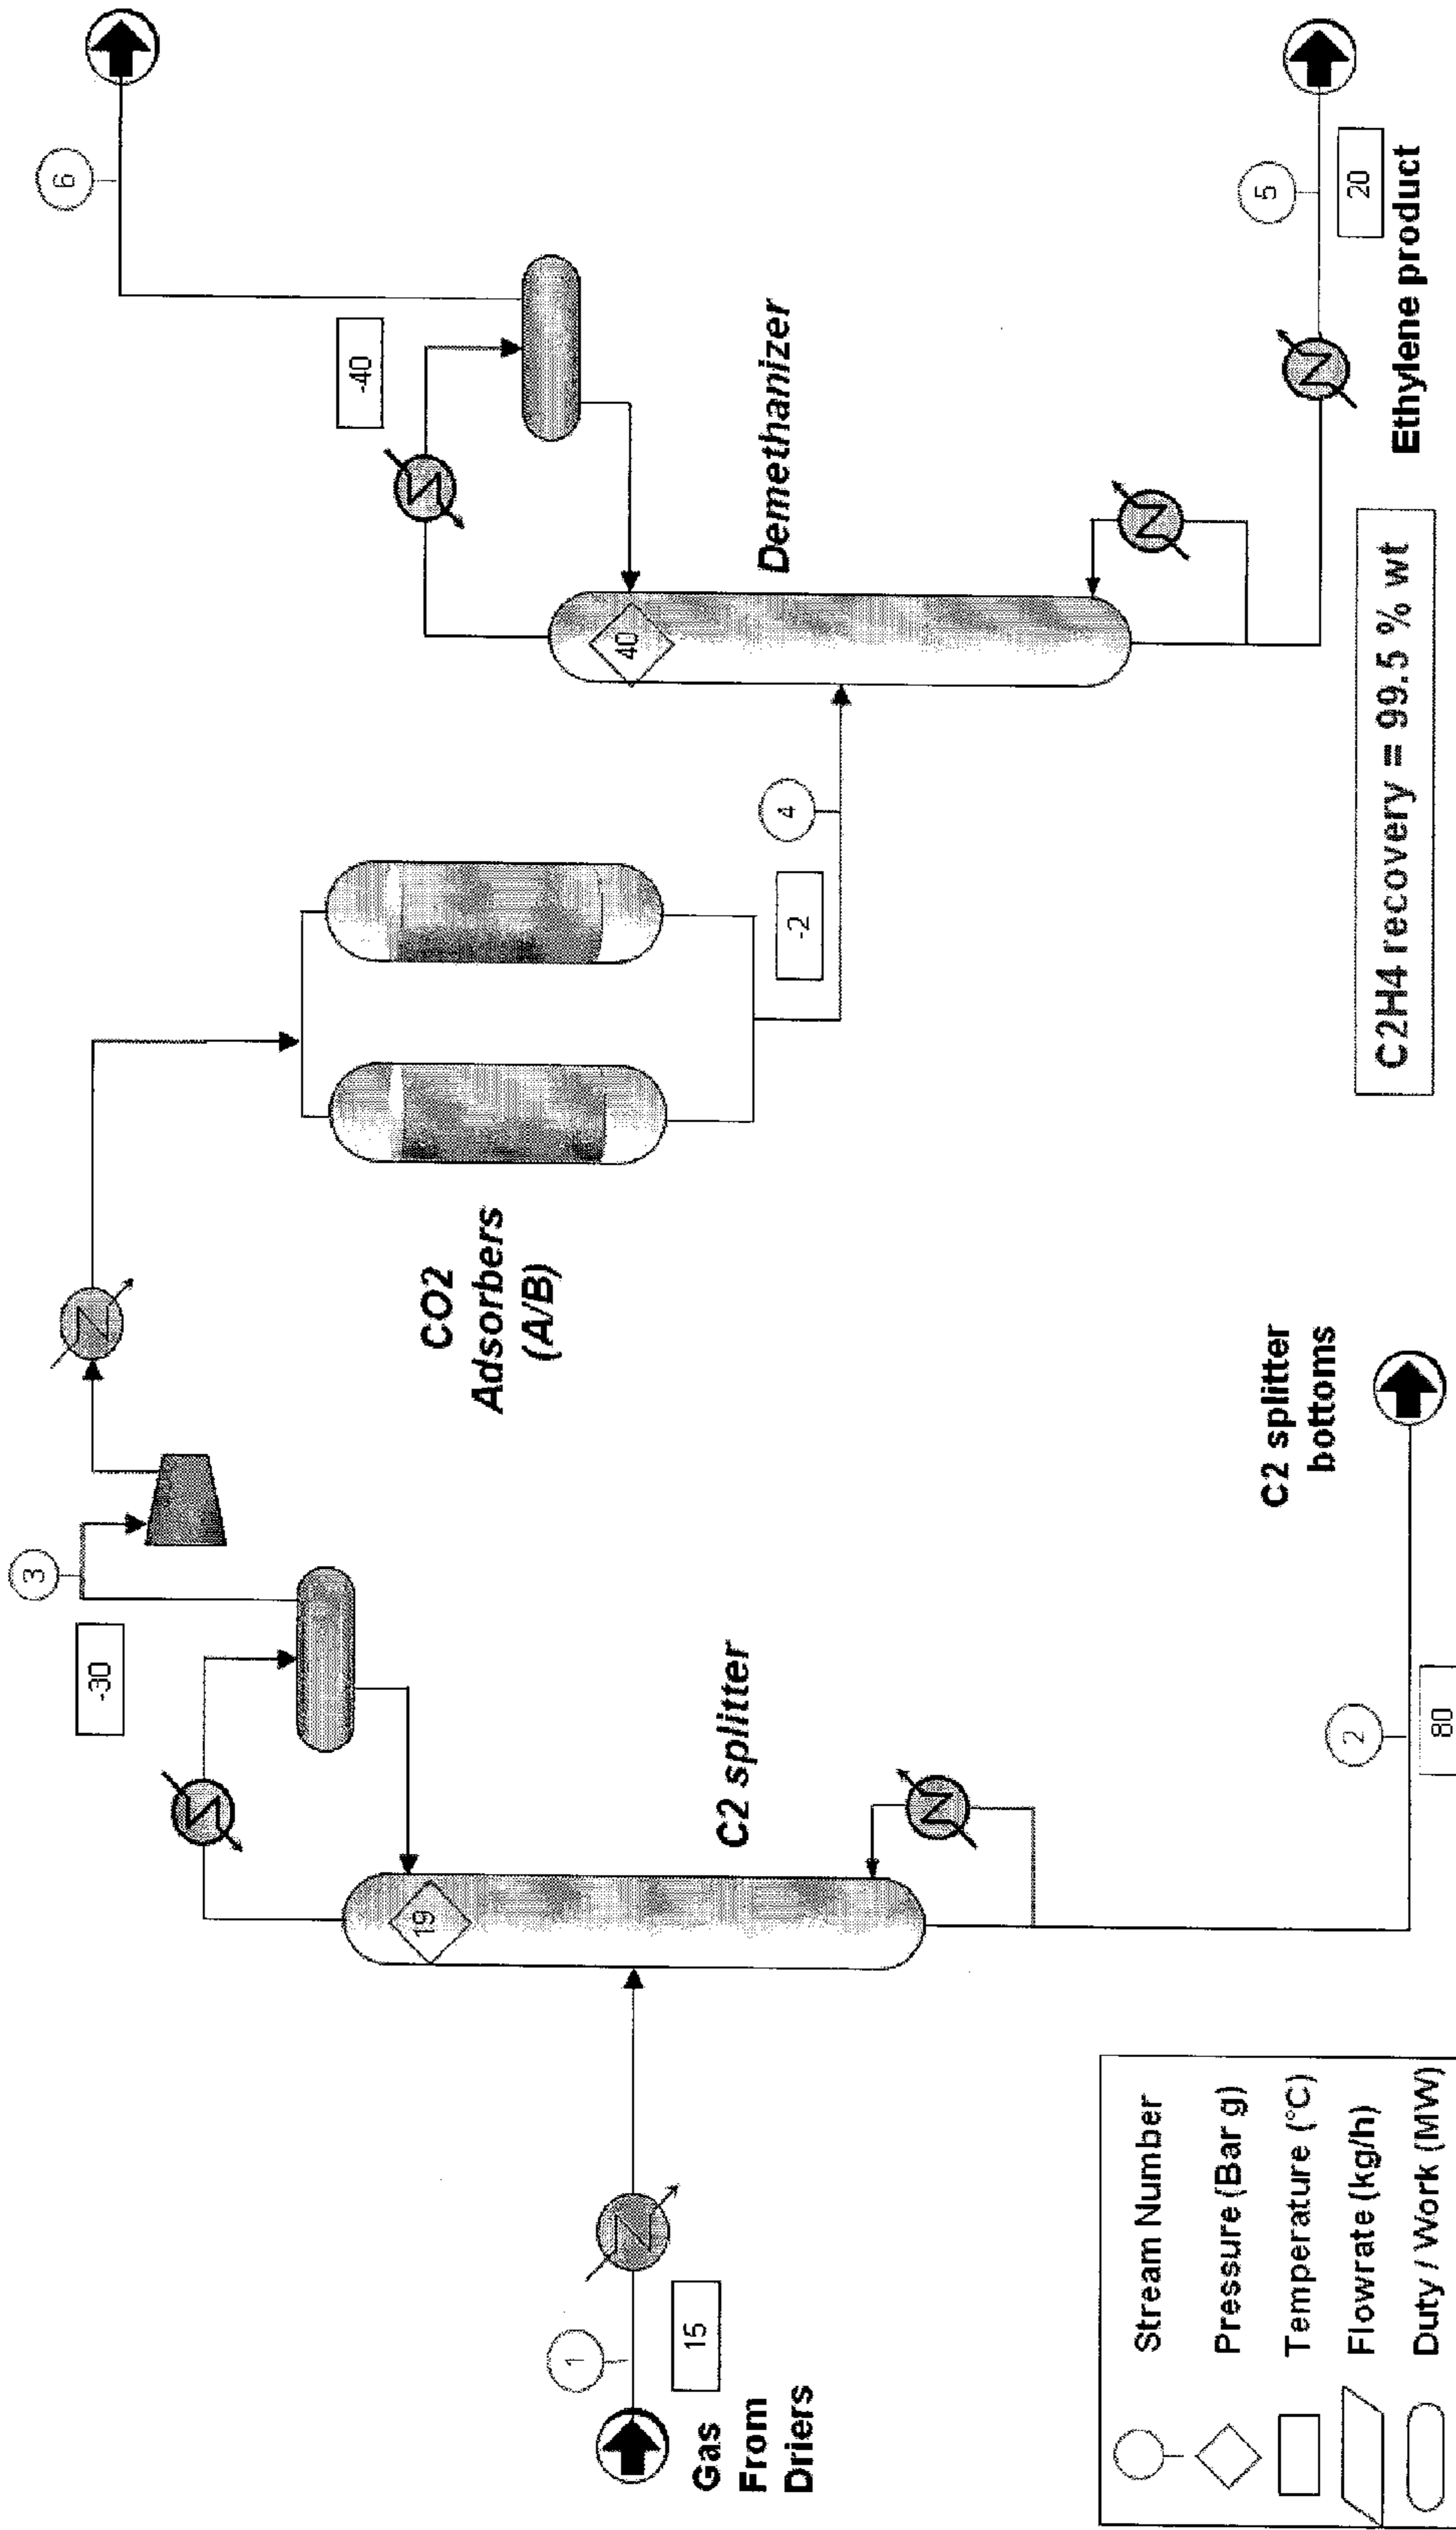 6
3
-30
-40
19
C2 splitter
CO2
Adsorbers
(A/B)
-2
4
40
Demethanizer
1
15
Gas
From
Driers
2
80
C2 splitter
bottoms
5
20
Ethylene product
C2H4 recovery = 99.5 % wt
Stream Number
Pressure (Bar g)
Temperature (°C)
Flowrate (kg/h)
Duty / Work (MW)